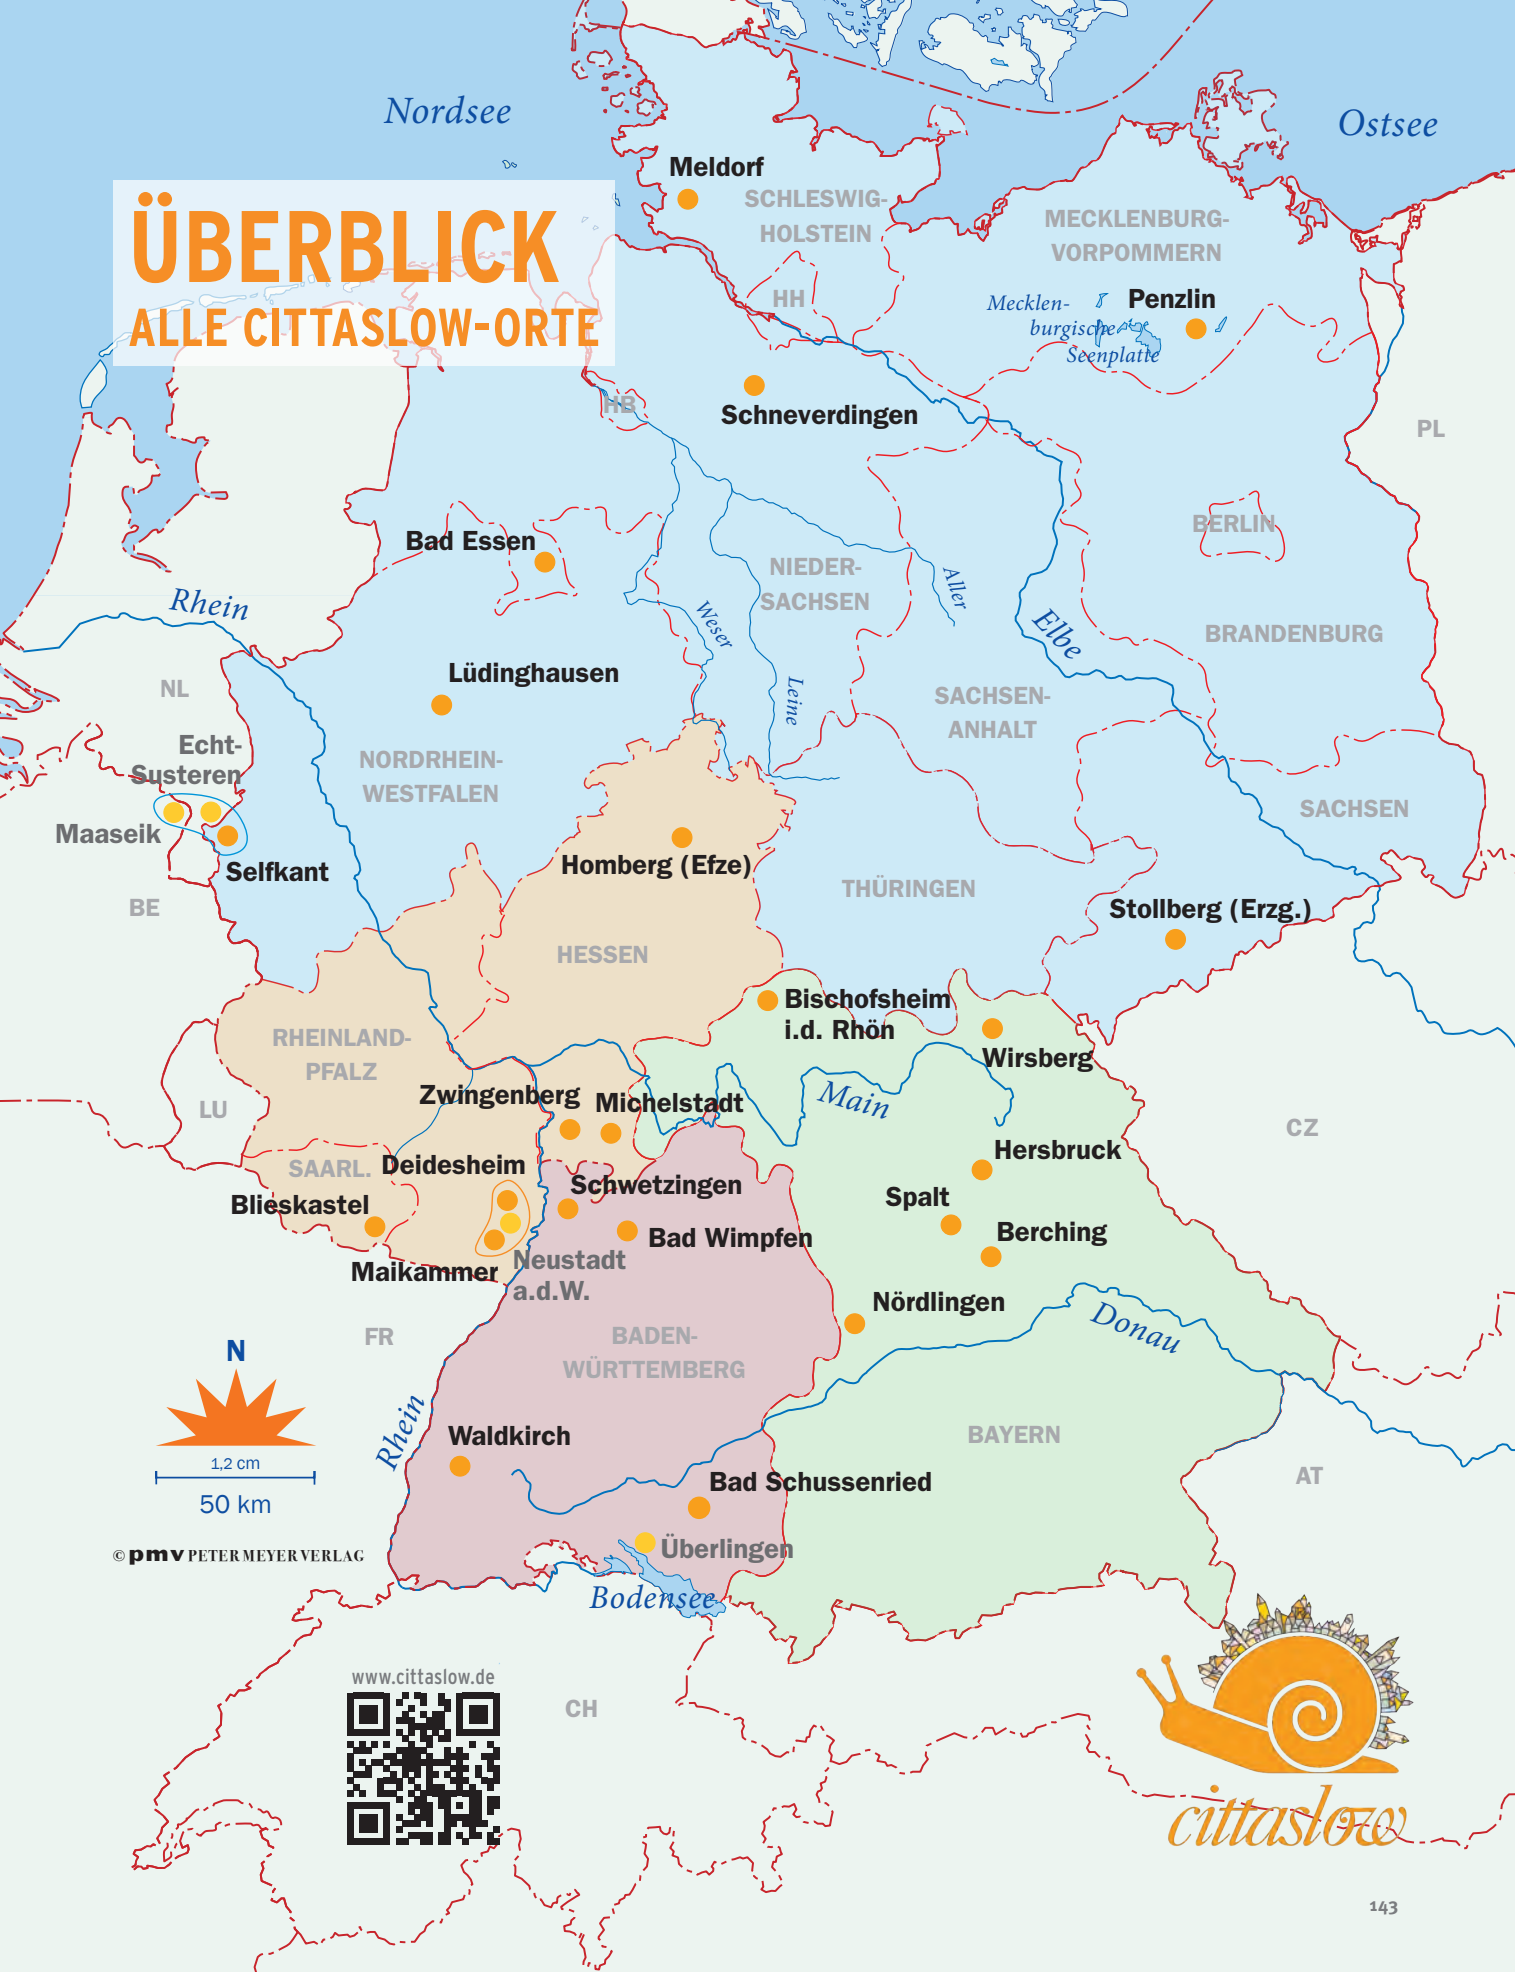 Nordsee
Ostsee
ÜBERBLICK
ALLE CITTASLOW-ORTE
Meldorf
SCHLESWIG-
HOLSTEIN
MECKLENBURG-
VORPOMMERN
HH
Mecklen-
burgische
Seenplatte
Penzlin
HB
Schneverdingen
PL
BERLIN
Bad Essen
NIEDER-
SACHSEN
Aller
Rhein
Weser
Elbe
BRANDENBURG
Lüdinghausen
Leine
NL
SACHSEN-
ANHALT
Echt-
Susteren
NORDRHEIN-
WESTFALEN
SACHSEN
Maaseik
Selfkant
Homberg (Efze)
THÜRINGEN
BE
Stollberg (Erzg.)
HESSEN
Bischofsheim
i.d. Rhön
RHEINLAND-
PFALZ
Wirsberg
Zwingenberg
Michelstadt
Main
LU
CZ
SAARL.
Deidesheim
Hersbruck
Schwetzingen
Spalt
Blieskastel
Bad Wimpfen
Berching
Maikammer
Neustadt
a.d.W.
Nördlingen
Donau
FR
BADEN-
WÜRTTEMBERG
N
Rhein
Waldkirch
BAYERN
1,2 cm
50 km
AT
Bad Schussenried
© pmv PETER MEYER VERLAG
Überlingen
Bodensee
www.cittaslow.de
CH
cittaslow
143